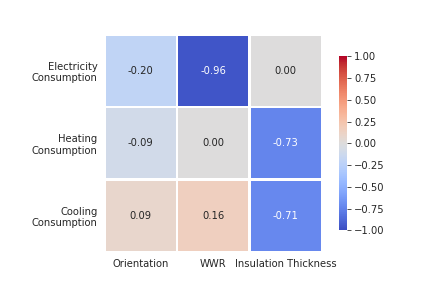 Electricity
Consumption
-0.20 -0.96 0.00
Heating
Consumption
-0.09 0.00 -0.73
Cooling
Consumption
0.09 0.16 -0.71
Orientation WWR Insulation Thickness
1.00
0.75
0.50
0.25
0.00
−0.25
−0.50
−0.75
−1.00